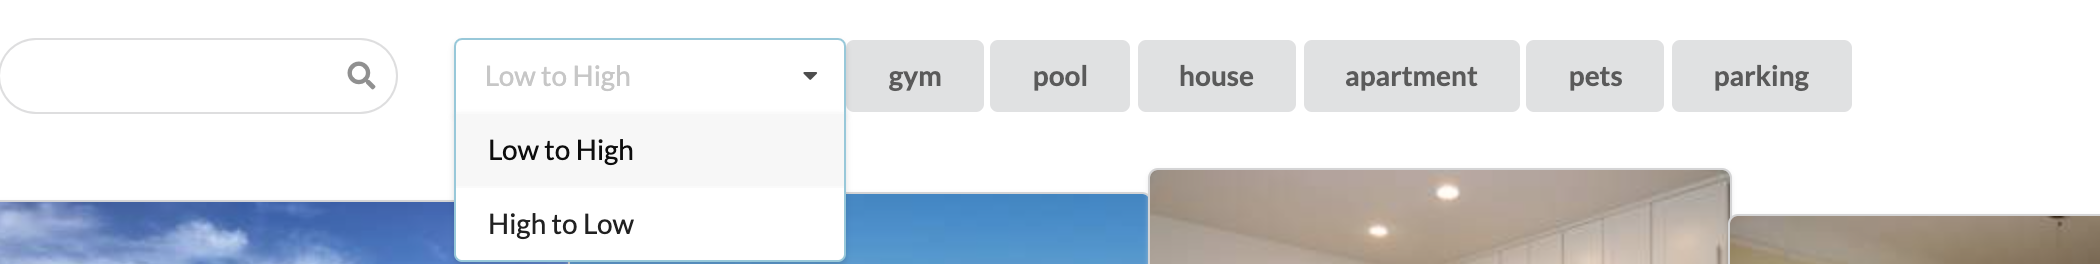 Low to High gym pool house apartment pets parking
Low to High
High to Low